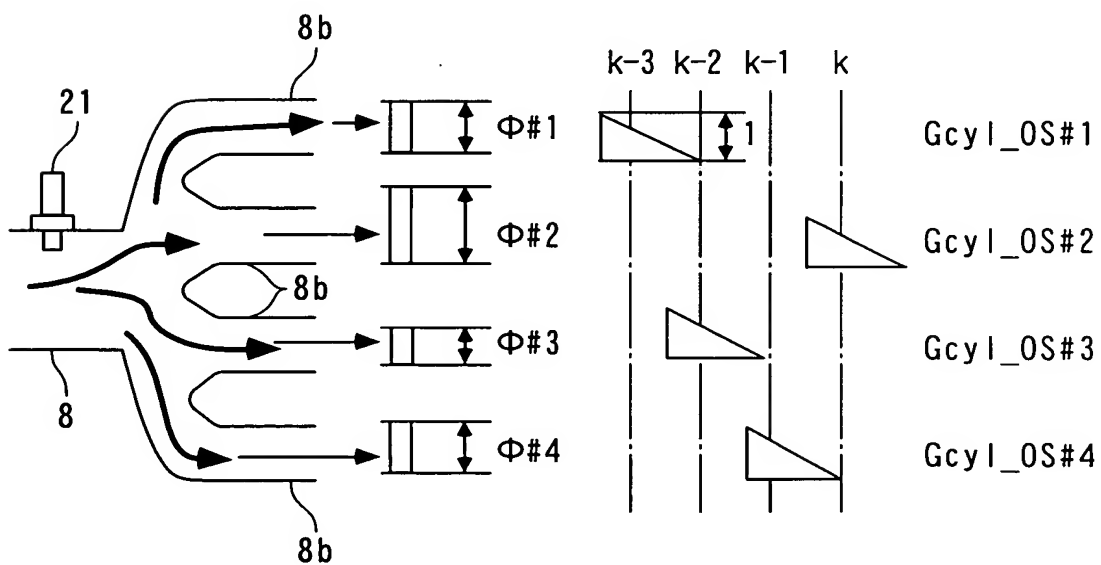 8b
k-3 k-2 k-1 k
21
Φ#1
1
Gcyl_OS#1
Φ#2
Gcyl_OS#2
8b
Φ#3
Gcyl_OS#3
8
Φ#4
Gcyl_OS#4
8b